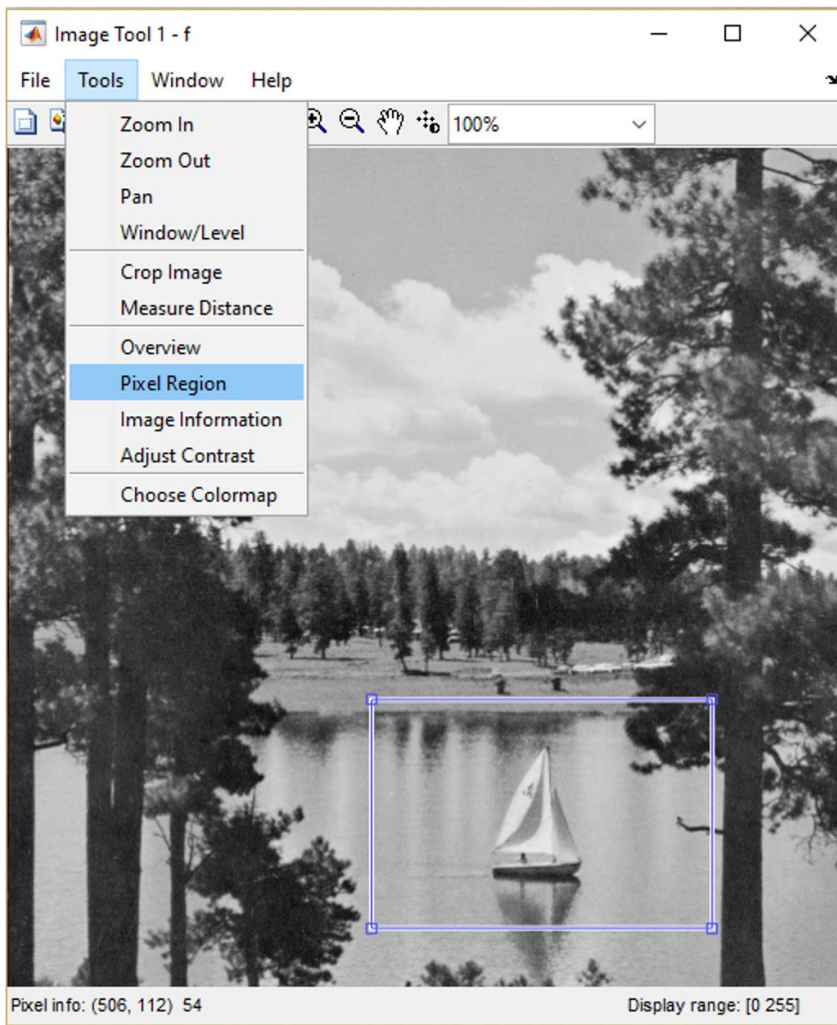 Image Tool 1 - f
File Tools Window Help
100%
Zoom In
Zoom Out
Pan
Window/Level
Crop Image
Measure Distance
Overview
Pixel Region
Image Information
Adjust Contrast
Choose Colormap
Pixel info: (506, 112) 54 Display range: [0 255]